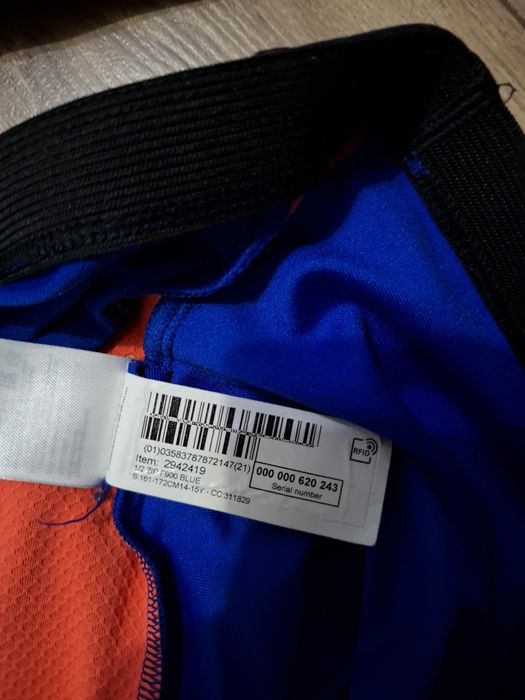 (01)03583787872147(21)
Item: 2942419
1/2 ZIP F900 BLUE
S 161-172CM14-15Y - CC:311829
000 000 620 243
Serial number
RFID